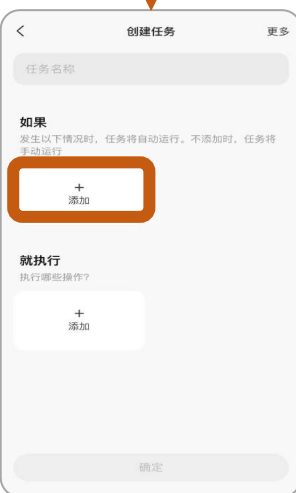 创建任务 更多
任务名称
如果
发生以下情况时，任务将自动运行。不添加时，任务将
手动运行
+
添加
就执行
执行哪些操作？
+
添加
确定